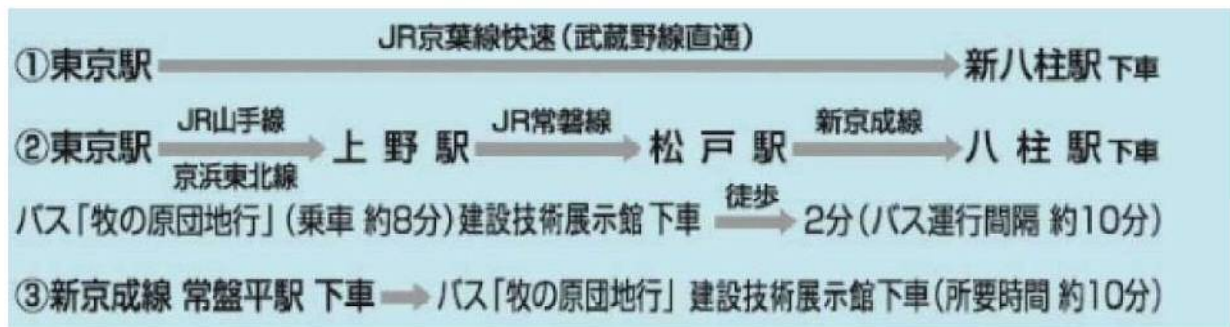 JR京葉線快速(武蔵野線直通)
①東京駅 新八柱駅下車
JR山手線 JR常磐線 新京成線
②東京駅 上野駅 松戸駅 八柱駅下車
京浜東北線
徒歩
バス「牧の原団地行」(乗車 約8分)建設技術展示館下車 2分(バス運行間隔 約10分)
③新京成線 常盤平駅 下車 バス「牧の原団地行」 建設技術展示館下車(所要時間 約10分)